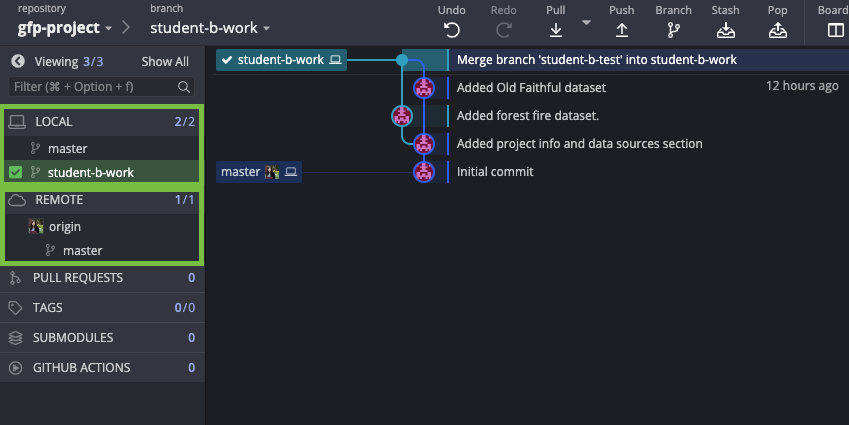 repository
gfp-project
branch
student-b-work
Undo
Redo
Pull
Push
Branch
Stash
Pop
Board
Viewing 3/3
Show All
Filter (⌘ + Option + f)
LOCAL 2/2
master
student-b-work
REMOTE 1/1
origin
master
PULL REQUESTS 0
TAGS 0/0
SUBMODULES 0
GITHUB ACTIONS 0
student-b-work
Merge branch 'student-b-test' into student-b-work
Added Old Faithful dataset
12 hours ago
Added forest fire dataset.
Added project info and data sources section
master
Initial commit